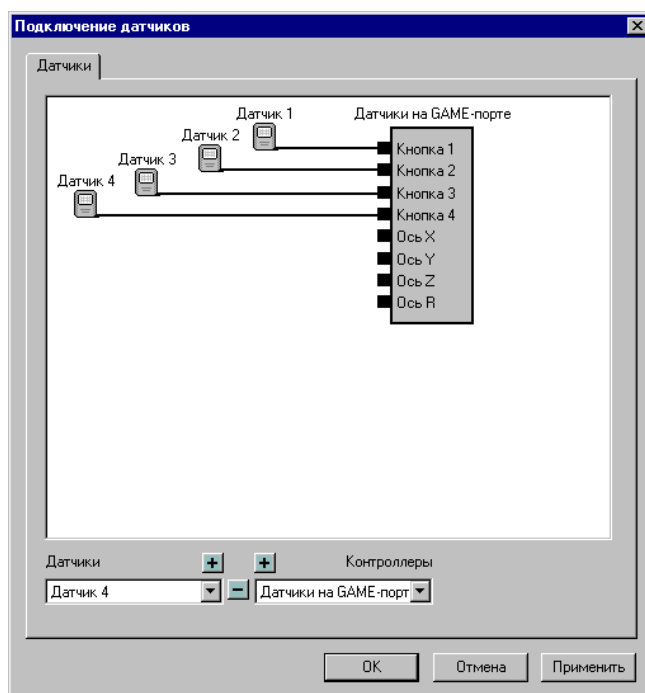 Подключение датчиков
Датчики
Датчик 1
Датчики на GAME-порте
Датчик 2
Кнопка 1
Датчик 3
Кнопка 2
Датчик 4
Кнопка 3
Кнопка 4
Ось X
Ось Y
Ось Z
Ось R
Датчики
+
+
Контроллеры
Датчик 4
−
Датчики на GAME-порт
OK
Отмена
Применить